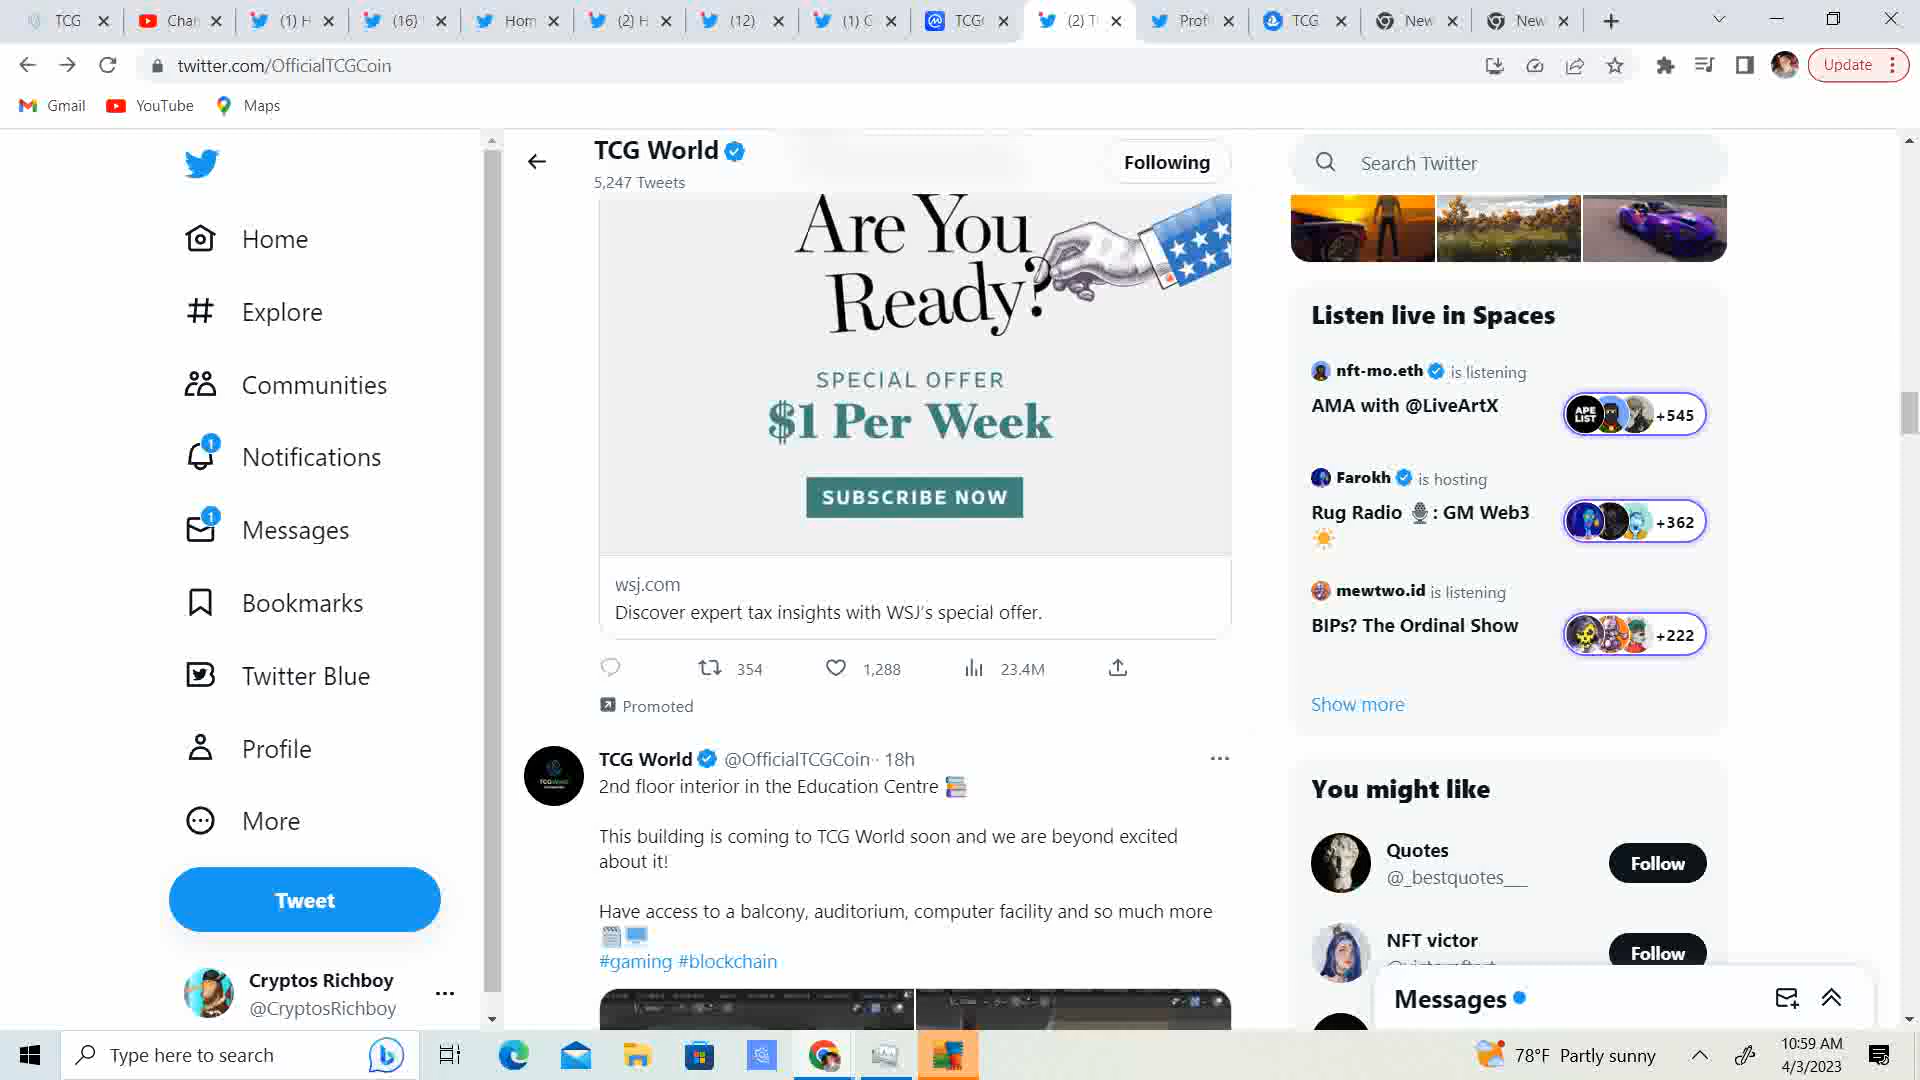 TCG
Chan
(1) H
(16)
Hom
(2) H
(12)
(1) C
TCG
(2) T
Prof
TCG
New
New
twitter.com/OfficialTCGCoin
Update
Gmail
YouTube
Maps
TCG World
5,247 Tweets
Following
Search Twitter
Home
Explore
Communities
1
Notifications
1
Messages
Bookmarks
Twitter Blue
Profile
More
Tweet
Cryptos Richboy
@CryptosRichboy
Are You
Ready?
SPECIAL OFFER
$1 Per Week
SUBSCRIBE NOW
wsj.com
Discover expert tax insights with WSJ's special offer.
354
1,288
23.4M
Promoted
TCG World @OfficialTCGCoin · 18h
2nd floor interior in the Education Centre
This building is coming to TCG World soon and we are beyond excited
about it!
Have access to a balcony, auditorium, computer facility and so much more
#gaming #blockchain
Listen live in Spaces
nft-mo.eth is listening
AMA with @LiveArtX
APE
LIST
+545
Farokh is hosting
Rug Radio : GM Web3
+362
mewtwo.id is listening
BIPs? The Ordinal Show
+222
Show more
You might like
Quotes
@_bestquotes___
Follow
NFT victor
Follow
Messages
Type here to search
78°F Partly sunny
10:59 AM
4/3/2023